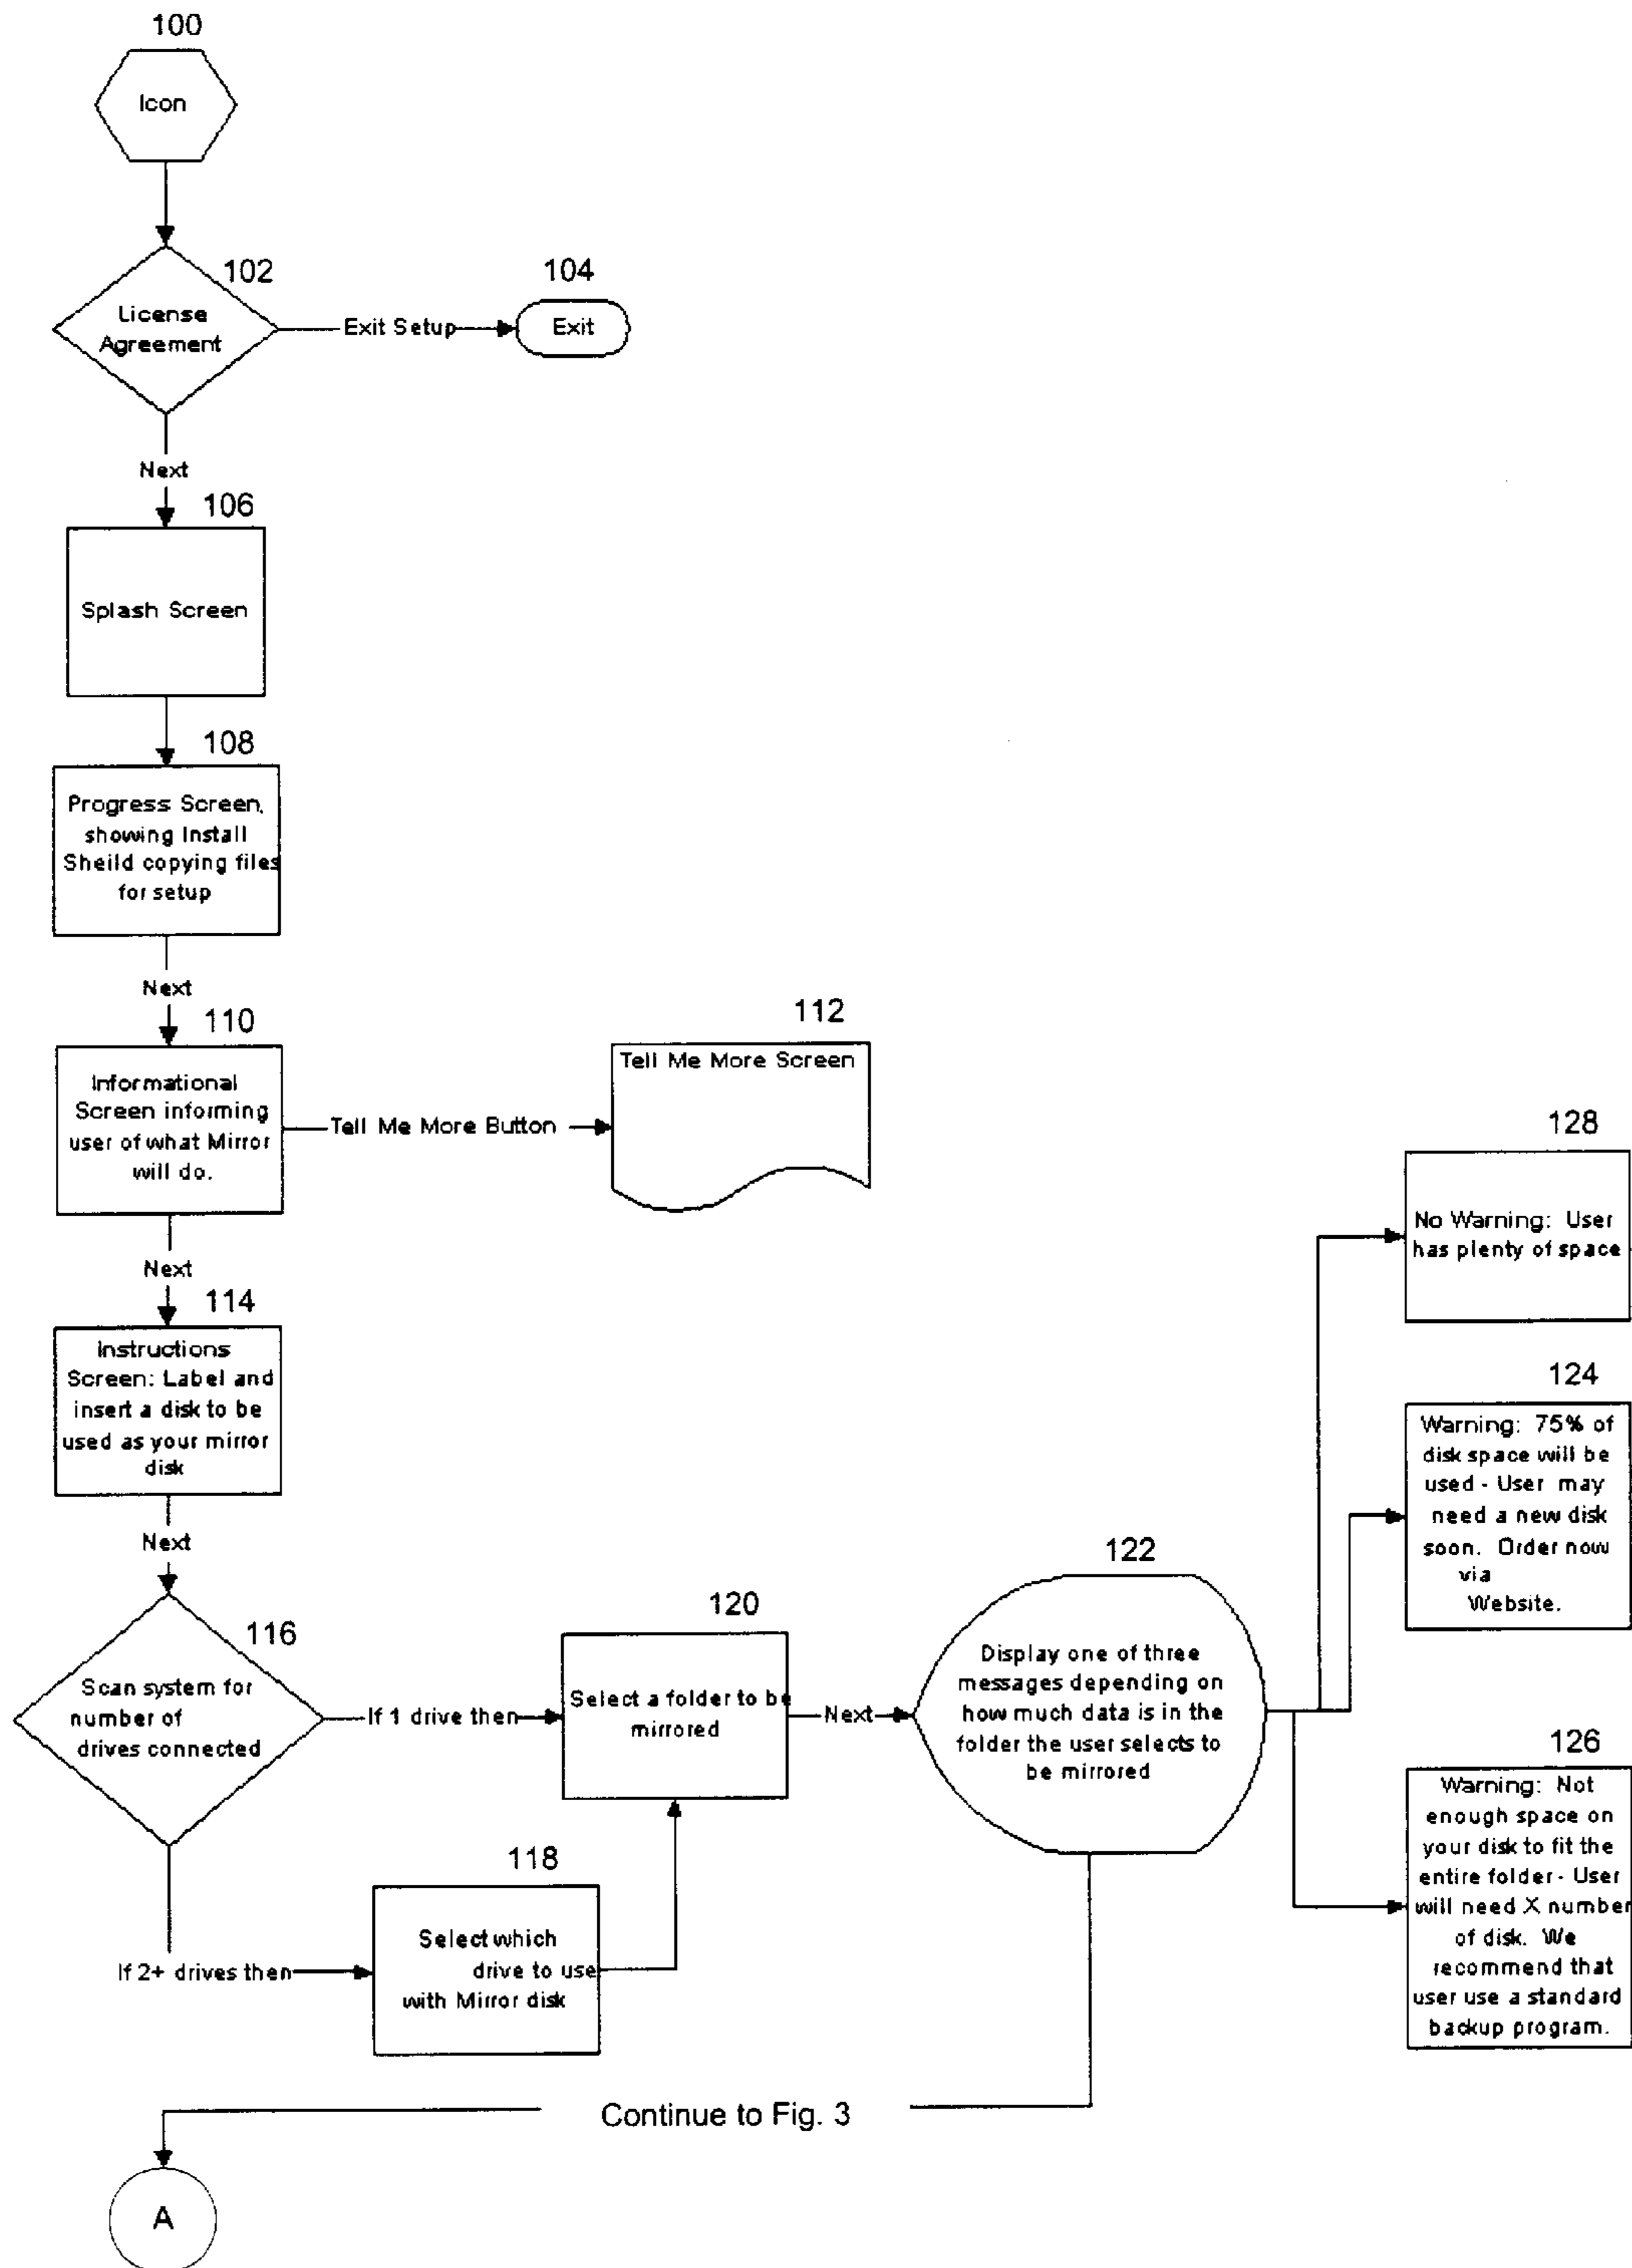 100
Icon
102
License
Agreement
Exit Setup
104
Exit
Next
106
Splash Screen
108
Progress Screen,
showing Install
Sheild copying files
for setup
Next
110
Informational
Screen informing
user of what Mirror
will do.
Tell Me More Button
112
Tell Me More Screen
Next
114
Instructions
Screen: Label and
insert a disk to be
used as your mirror
disk
Next
116
Scan system for
number of
drives connected
If 1 drive then
If 2+ drives then
118
Select which
drive to use
with Mirror disk
120
Select a folder to be
mirrored
Next
122
Display one of three
messages depending on
how much data is in the
folder the user selects to
be mirrored
128
No Warning: User
has plenty of space
124
Warning: 75% of
disk space will be
used - User may
need a new disk
soon. Order now
via
Website.
126
Warning: Not
enough space on
your disk to fit the
entire folder - User
will need X number
of disk. We
recommend that
user use a standard
backup program.
Continue to Fig. 3
A